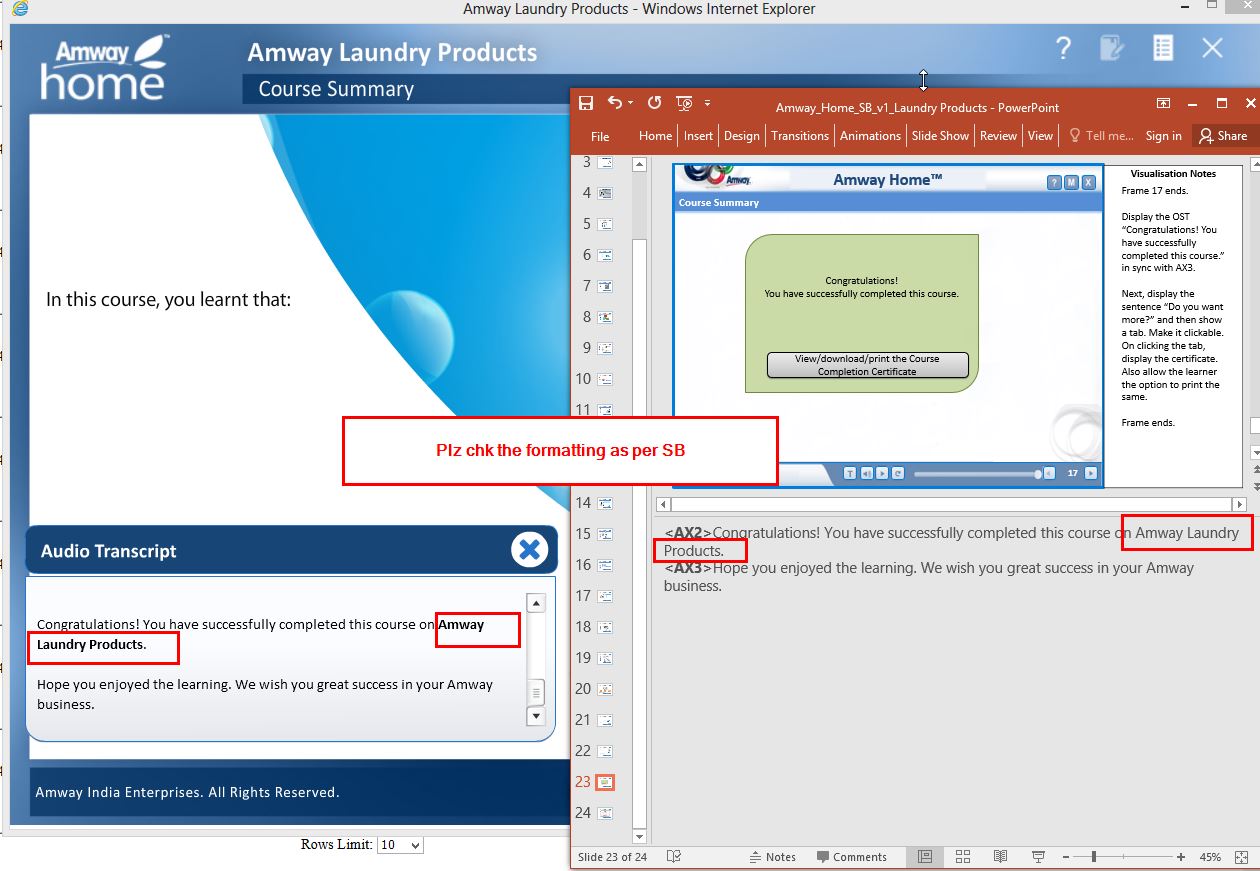 Amway Laundry Products - Windows Internet Explorer
Amway™
home
Amway Laundry Products
Course Summary
?
In this course, you learnt that:
Plz chk the formatting as per SB
Audio Transcript
Congratulations! You have successfully completed this course on Amway
Laundry Products.
Hope you enjoyed the learning. We wish you great success in your Amway
business.
Amway India Enterprises. All Rights Reserved.
Rows Limit: 10
Amway_Home_SB_v1_Laundry Products - PowerPoint
File Home Insert Design Transitions Animations Slide Show Review View Tell me... Sign in Share
3
4
5
6
7
8
9
10
11
14
15
16
17
18
19
20
21
22
23
24
Amway
Amway Home™
? M X
Course Summary
Congratulations!
You have successfully completed this course.
View/download/print the Course
Completion Certificate
T
17
Visualisation Notes
Frame 17 ends.
Display the OST
“Congratulations! You
have successfully
completed this course.”
in sync with AX3.
Next, display the
sentence “Do you want
more?” and then show
a tab. Make it clickable.
On clicking the tab,
display the certificate.
Also allow the learner
the option to print the
same.
Frame ends.
<AX2>Congratulations! You have successfully completed this course on Amway Laundry
Products.
<AX3>Hope you enjoyed the learning. We wish you great success in your Amway
business.
Slide 23 of 24 Notes Comments 45%